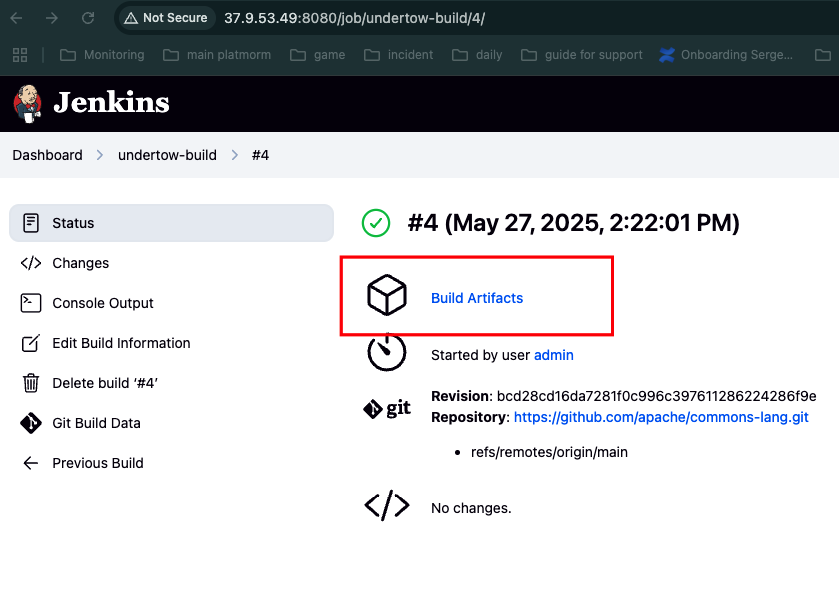 Not Secure 37.9.53.49:8080/job/undertow-build/4/
Monitoring main platmorm game incident daily guide for support Onboarding Serge...
Jenkins
Dashboard > undertow-build > #4
Status
#4 (May 27, 2025, 2:22:01 PM)
Changes
Build Artifacts
Console Output
Edit Build Information
Started by user admin
Delete build ‘#4’
Revision: bcd28cd16da7281f0c996c397611286224286f9e
git
Repository: https://github.com/apache/commons-lang.git
Git Build Data
refs/remotes/origin/main
Previous Build
No changes.